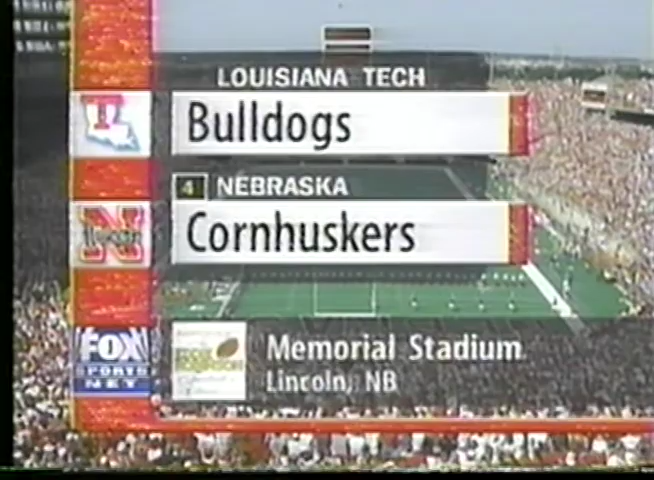 LOUISIANA TECH
T
Bulldogs
4 NEBRASKA
N
Cornhuskers
FOX
SPORTS
NET
Memorial Stadium
Lincoln, NB